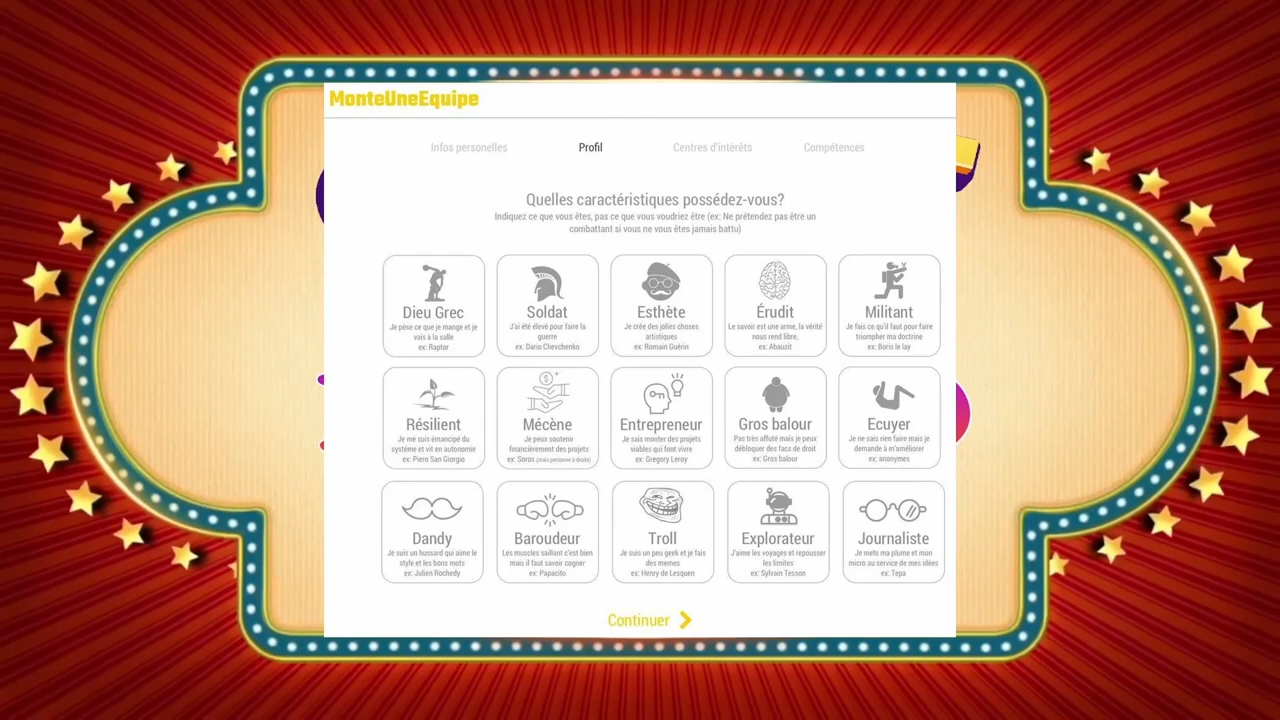 MonteUneEquipe
Infos personelles Profil Centres d'intérêts Compétences
Quelles caractéristiques possédez-vous?
Indiquez ce que vous êtes, pas ce que vous voudriez être (ex: Ne prétendez pas être un
combattant si vous ne vous êtes jamais battu)
Dieu Grec
Je pèse ce que je mange et je
vais à la salle
ex: Raptor
Soldat
J'ai été élevé pour faire la
guerre
ex: Dario Chevchenko
Esthète
Je crée des jolies choses
artistiques
ex: Romain Guérin
Érudit
Le savoir est une arme, la vérité
nous rend libre.
ex: Abauzit
Militant
Je fais ce qu'il faut pour faire
triompher ma doctrine
ex: Boris le lay
Résilient
Je me suis émancipé du
système et vit en autonomie
ex: Piero San Giorgio
Mécène
Je peux soutenir
financièrement des projets
ex: Soros (mais personne à droite)
Entrepreneur
Je sais monter des projets
viables qui font vivre
ex: Gregory Leroy
Gros balour
Pas très affuté mais je peux
débloquer des facs de droit
ex: Gros balour
Ecuyer
Je ne sais rien faire mais je
demande à m'améliorer
ex: anonymes
Dandy
Je suis un hussard qui aime le
style et les bons mots
ex: Julien Rochedy
Baroudeur
Les muscles saillant c'est bien
mais il faut savoir cogner
ex: Papacito
Troll
Je suis un peu geek et je fais
des memes
ex: Henry de Lesquen
Explorateur
J'aime les voyages et repousser
les limites
ex: Sylvain Tesson
Journaliste
Je mets ma plume et mon
micro au service de mes idées
ex: Tepa
Continuer